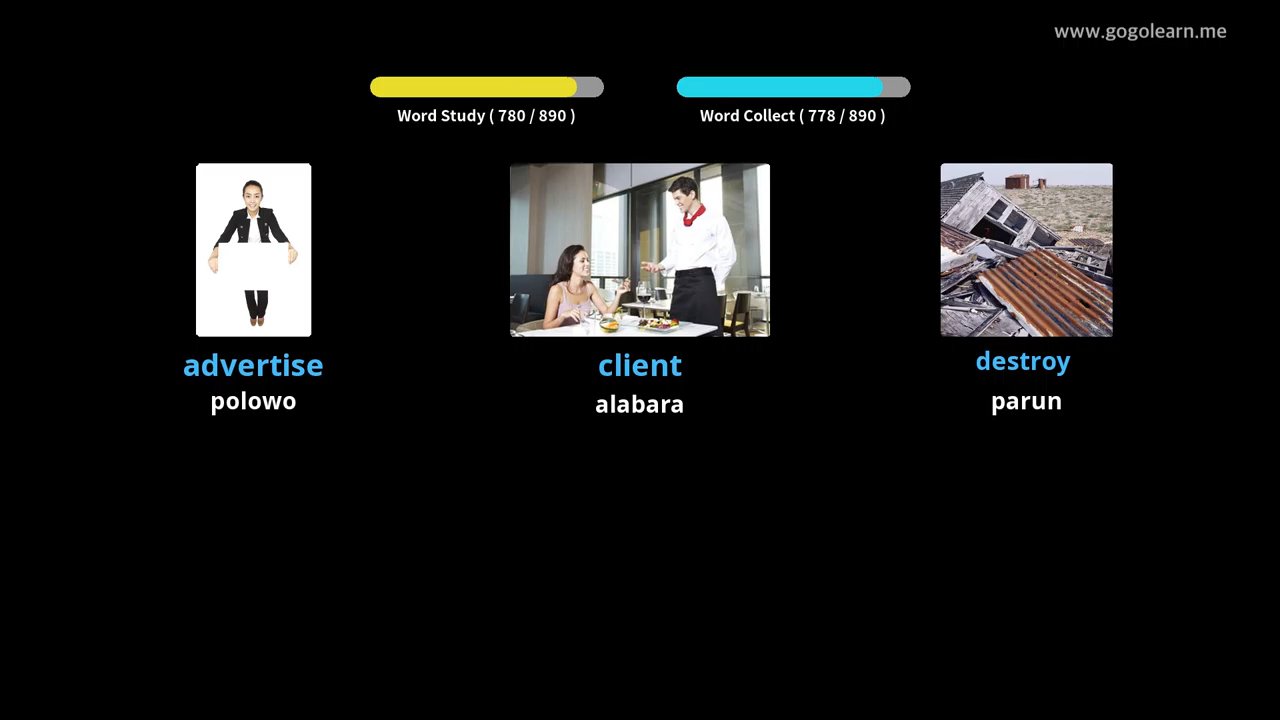 www.gogolearn.me
Word Study ( 780 / 890 )
Word Collect ( 778 / 890 )
advertise
polowo
client
alabara
destroy
parun